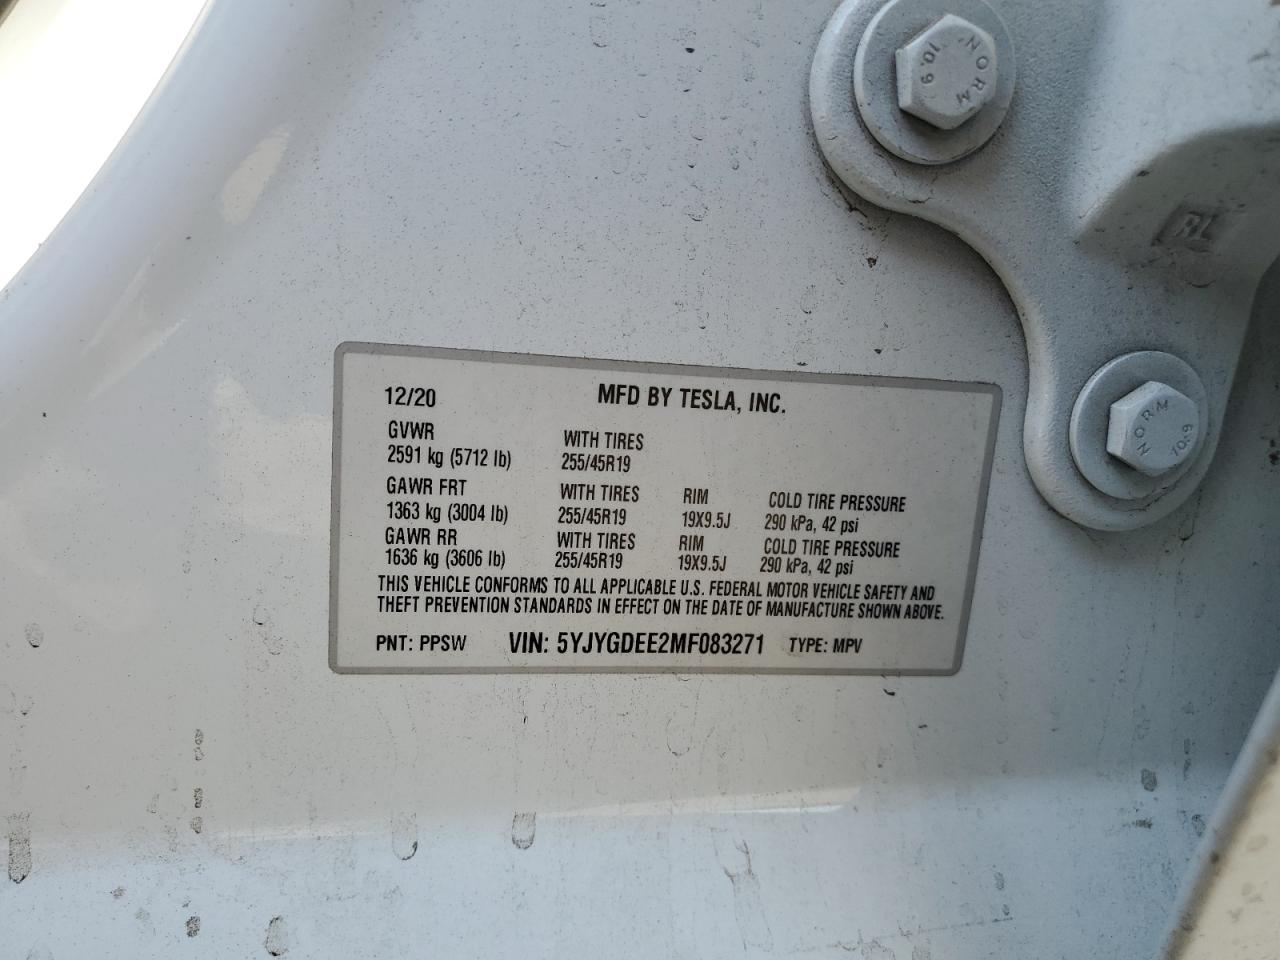 NORM
10.9
RL
NORM
10.9
12/20 MFD BY TESLA, INC.
GVWR WITH TIRES
2591 kg (5712 lb) 255/45R19
GAWR FRT WITH TIRES RIM COLD TIRE PRESSURE
1363 kg (3004 lb) 255/45R19 19X9.5J 290 kPa, 42 psi
GAWR RR WITH TIRES RIM COLD TIRE PRESSURE
1636 kg (3606 lb) 255/45R19 19X9.5J 290 kPa, 42 psi
THIS VEHICLE CONFORMS TO ALL APPLICABLE U.S. FEDERAL MOTOR VEHICLE SAFETY AND
THEFT PREVENTION STANDARDS IN EFFECT ON THE DATE OF MANUFACTURE SHOWN ABOVE.
PNT: PPSW VIN: 5YJYGDEE2MF083271 TYPE: MPV